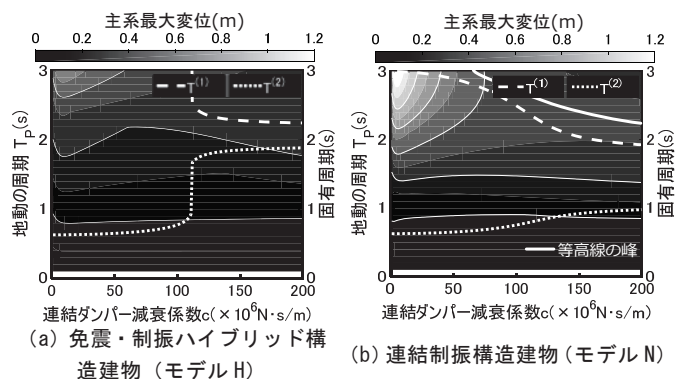 主系最大変位(m)
0 0.2 0.4 0.6 0.8 1 1.2
3
2
1
0
地動の周期 TP(s)
T(1) T(2)
3
2
1
0
固有周期(s)
0 50 100 150 200
連結ダンパー減衰係数c(×10^6N·s/m)
(a) 免震・制振ハイブリッド構
造建物 (モデル H)
主系最大変位(m)
0 0.2 0.4 0.6 0.8 1 1.2
3
2
1
0
地動の周期 TP(s)
T(1) T(2)
等高線の峰
3
2
1
0
固有周期(s)
0 50 100 150 200
連結ダンパー減衰係数c(×10^6N·s/m)
(b) 連結制振構造建物 (モデル N)